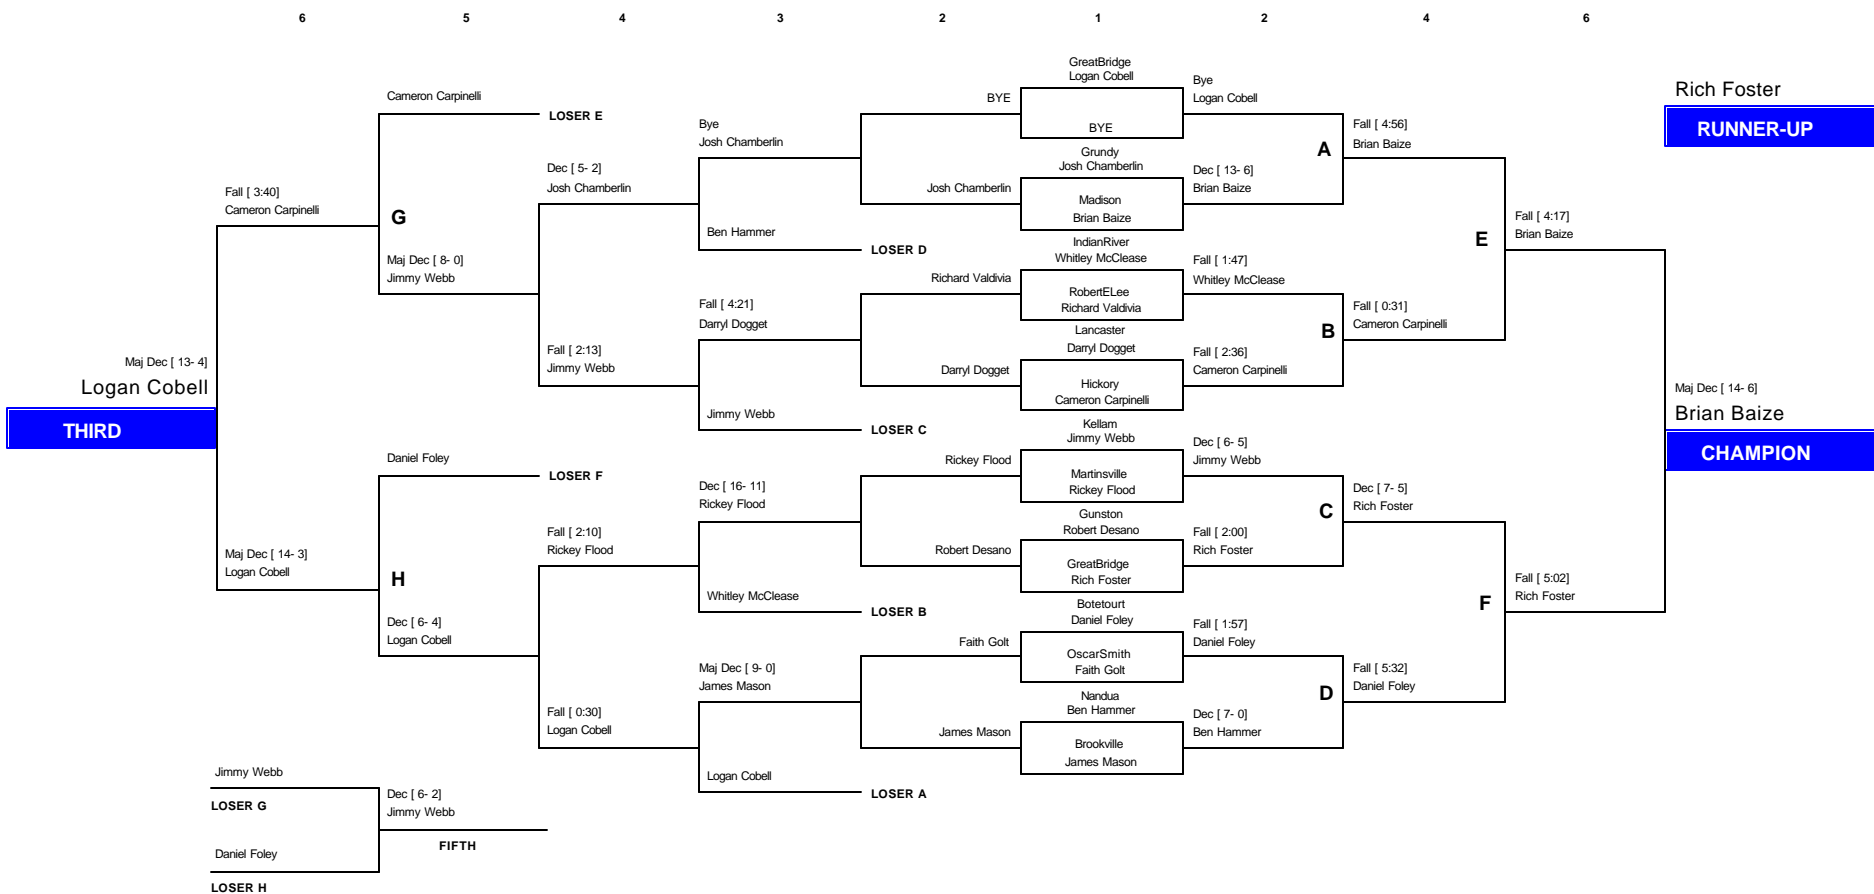 6 5 4 3 2 1 2 4 6
GreatBridge
Logan Cobell
BYE
Bye
Logan Cobell
BYE
Grundy
Josh Chamberlin
Josh Chamberlin
Dec [ 13- 6]
Brian Baize
Madison
Brian Baize
IndianRiver
Whitley McClease
Richard Valdivia
Fall [ 1:47]
Whitley McClease
RobertELee
Richard Valdivia
Lancaster
Darryl Dogget
Darryl Dogget
Fall [ 2:36]
Cameron Carpinelli
Hickory
Cameron Carpinelli
Kellam
Jimmy Webb
Rickey Flood
Dec [ 6- 5]
Jimmy Webb
Martinsville
Rickey Flood
Gunston
Robert Desano
Robert Desano
Fall [ 2:00]
Rich Foster
GreatBridge
Rich Foster
Botetourt
Daniel Foley
Faith Golt
Fall [ 1:57]
Daniel Foley
OscarSmith
Faith Golt
Nandua
Ben Hammer
James Mason
Dec [ 7- 0]
Ben Hammer
Brookville
James Mason
A
Fall [ 4:56]
Brian Baize
B
Fall [ 0:31]
Cameron Carpinelli
C
Dec [ 7- 5]
Rich Foster
D
Fall [ 5:32]
Daniel Foley
E
Fall [ 4:17]
Brian Baize
F
Fall [ 5:02]
Rich Foster
Rich Foster
RUNNER-UP
Maj Dec [ 14- 6]
Brian Baize
CHAMPION
Bye
Josh Chamberlin
Ben Hammer
LOSER D
Fall [ 4:21]
Darryl Dogget
Jimmy Webb
LOSER C
Dec [ 16- 11]
Rickey Flood
Whitley McClease
LOSER B
Maj Dec [ 9- 0]
James Mason
Logan Cobell
LOSER A
Dec [ 5- 2]
Josh Chamberlin
Fall [ 2:13]
Jimmy Webb
Fall [ 2:10]
Rickey Flood
Fall [ 0:30]
Logan Cobell
Cameron Carpinelli
LOSER E
G
Maj Dec [ 8- 0]
Jimmy Webb
Daniel Foley
LOSER F
H
Dec [ 6- 4]
Logan Cobell
Fall [ 3:40]
Cameron Carpinelli
Maj Dec [ 14- 3]
Logan Cobell
Maj Dec [ 13- 4]
Logan Cobell
THIRD
Jimmy Webb
LOSER G
Dec [ 6- 2]
Jimmy Webb
FIFTH
Daniel Foley
LOSER H